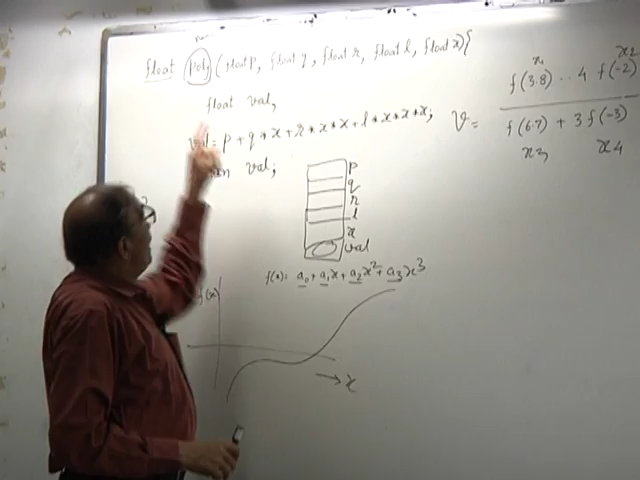 float poly (float p, float q, float r, float l, float x){
float val;
val = p + q * x + r * x * x + l * x * x * x;
val;
p
q
r
l
x
val
f(x) = a0 + a1x + a2x² + a3x³
f(x)
x
x1 x2
f(3.8) .. 4 f(-2)
V =
f(6.7) + 3 f(-3)
x3 x4